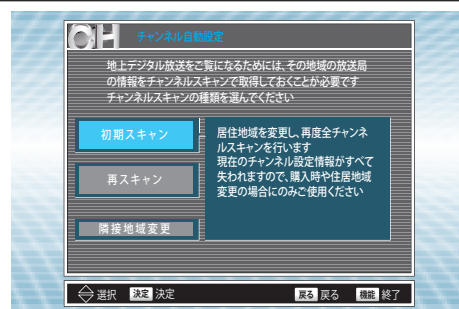 CH チャンネル自動設定
地上デジタル放送をご覧になるためには、その地域の放送局
の情報をチャンネルスキャンで取得しておくことが必要です
チャンネルスキャンの種類を選んでください
初期スキャン
再スキャン
隣接地域変更
居住地域を変更し、再度全チャンネ
ルスキャンを行います
現在のチャンネル設定情報がすべて
失われますので、購入時や住居地域
変更の場合にのみご使用ください
選択 決定 決定 戻る 戻る 機能 終了